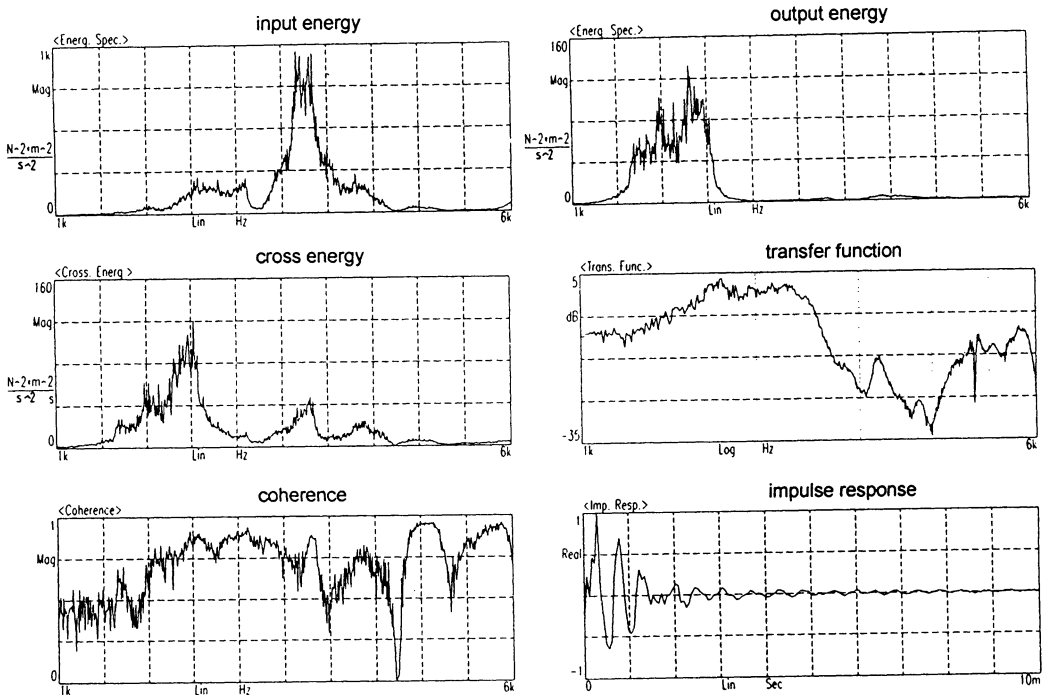 input energy
<Energ. Spec.>
1k
Mag
N-2*m-2
s^2
0
1k
Lin Hz
6k
output energy
<Energ. Spec.>
160
Mag
N-2*m-2
s^2
0
1k
Lin Hz
6k
cross energy
<Cross. Energ >
160
Mag
N-2*m-2
s^2 s
0
1k
Lin Hz
6k
transfer function
<Trans. Func.>
5
dB
-35
1k
Log Hz
6k
coherence
<Coherence>
1
Mag
0
1k
Lin Hz
6k
impulse response
<Imp. Resp.>
1
Real
-1
0
Lin Sec
10m